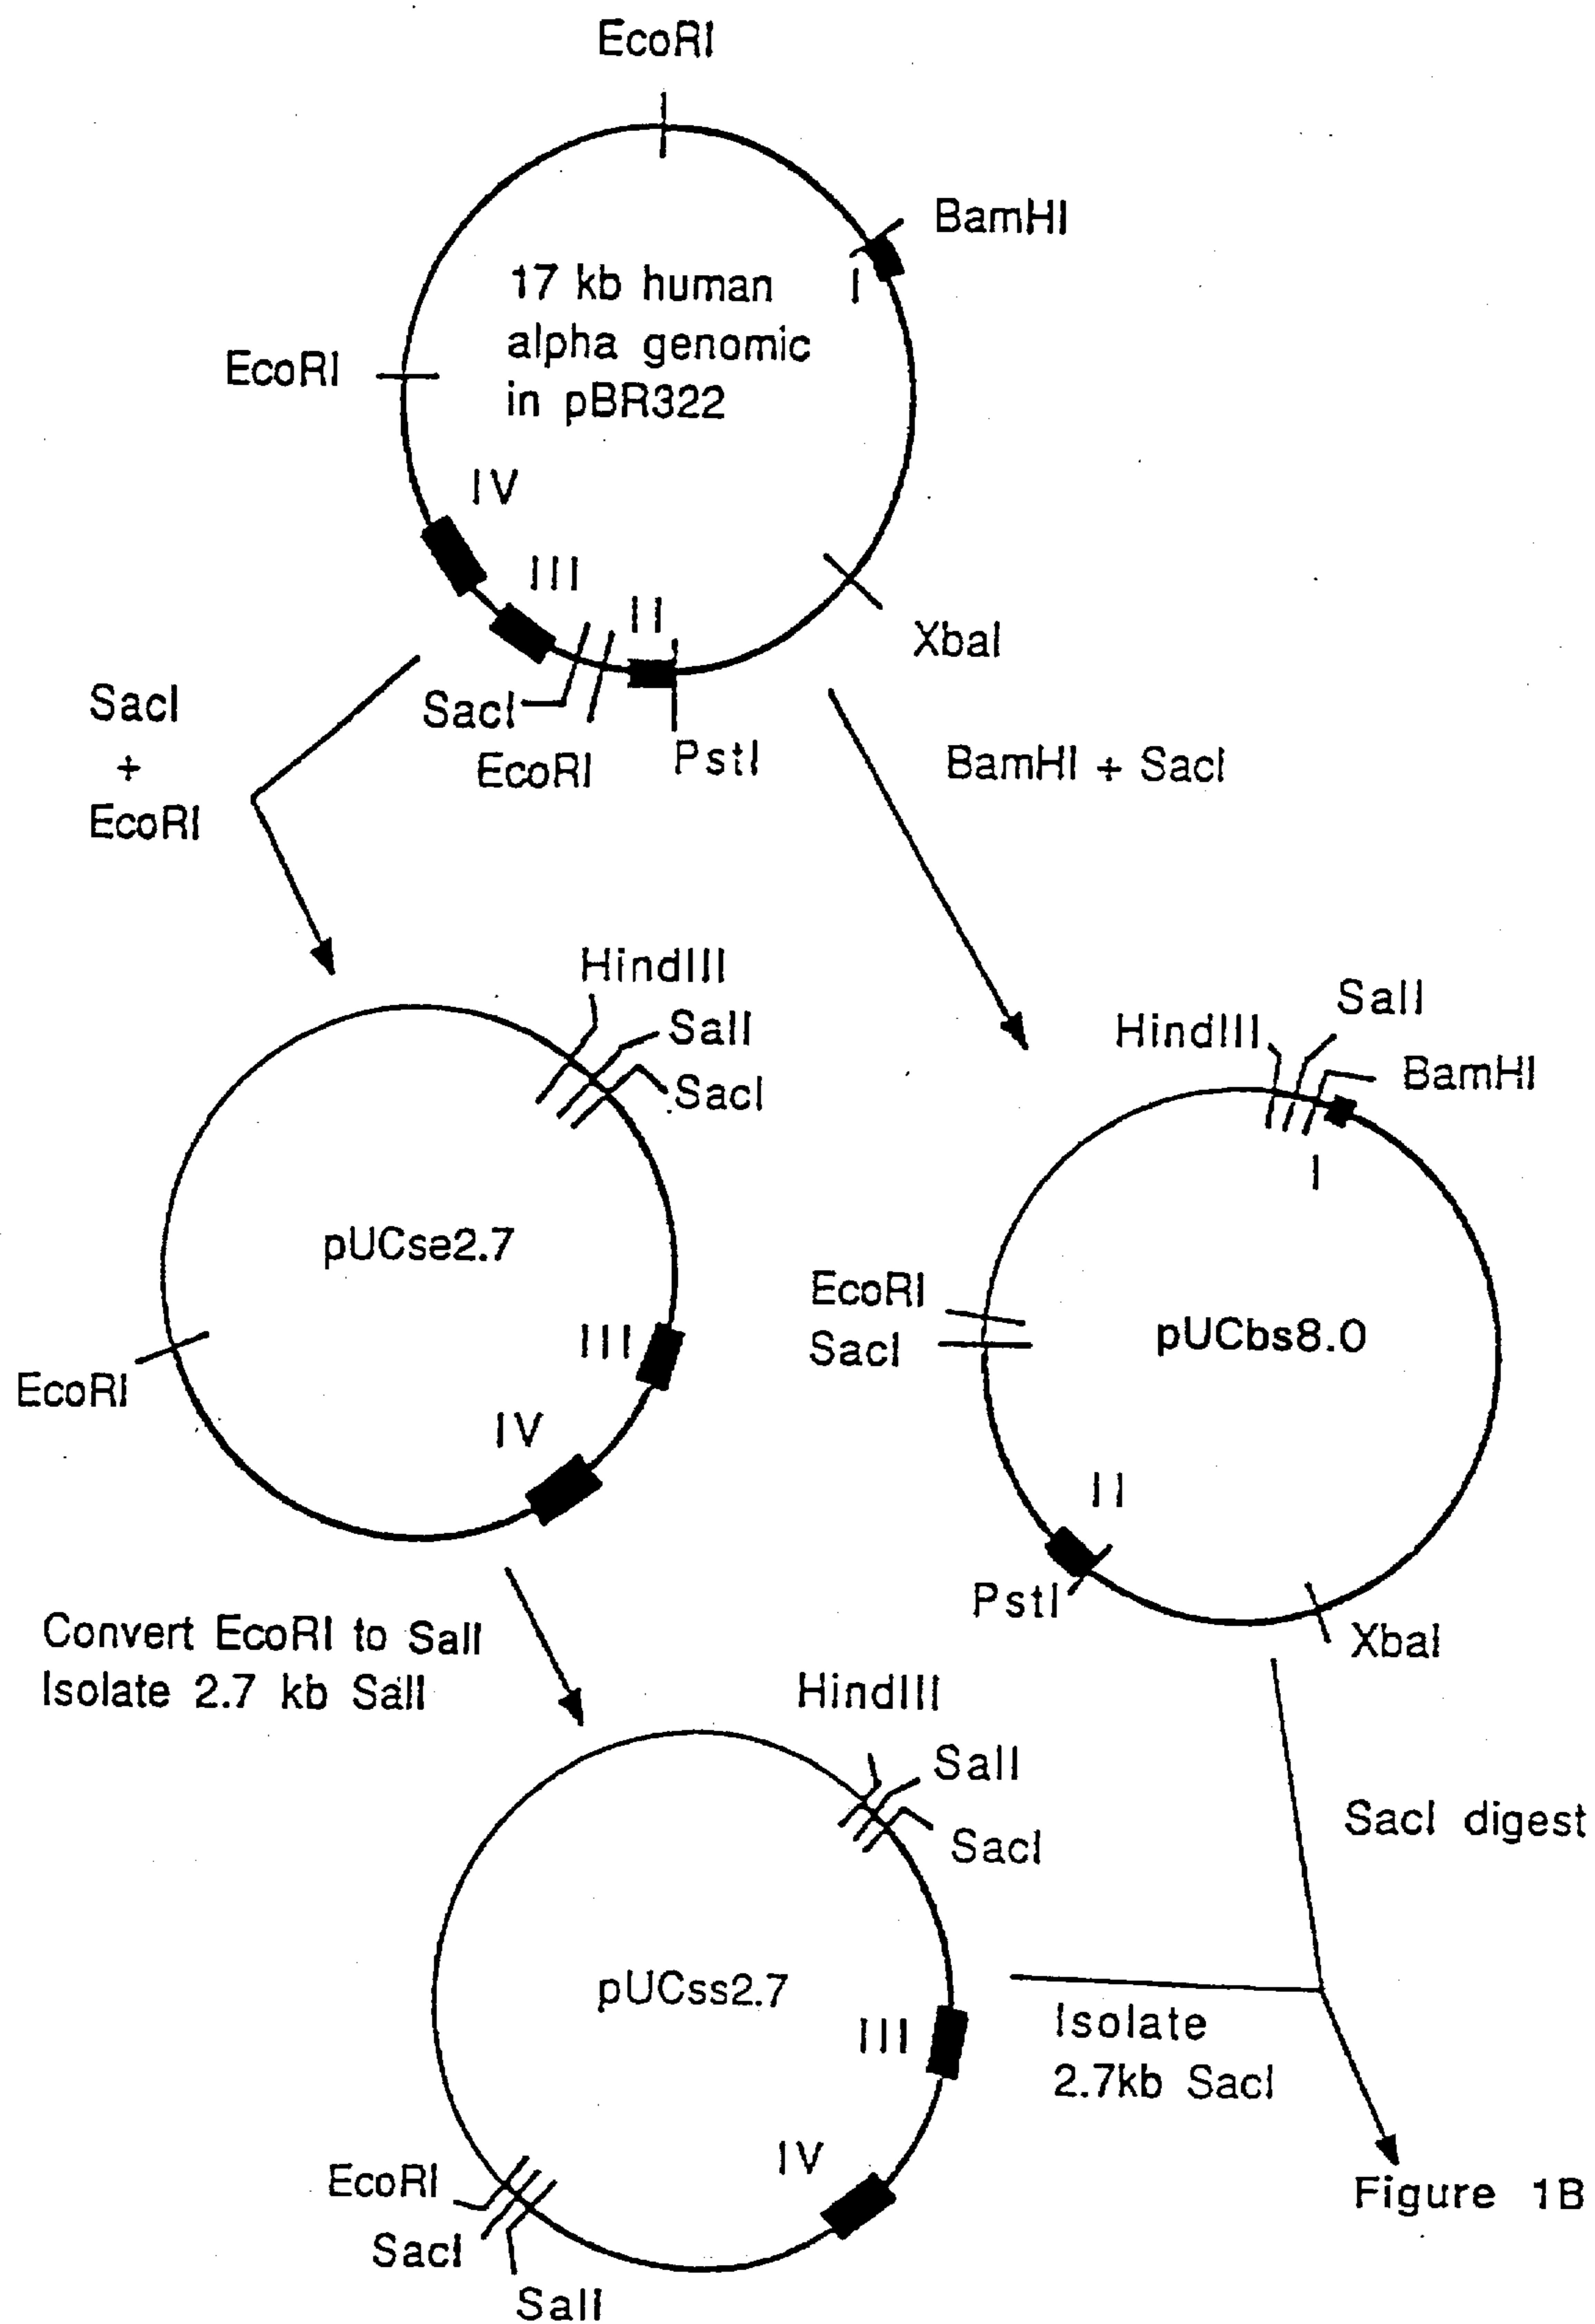 EcoRI
BamHI
I
17 kb human
alpha genomic
in pBR322
EcoRI
IV
III
II
XbaI
SacI
EcoRI
PstI
SacI
+
EcoRI
BamHI + SacI
HindIII
SalI
SacI
pUCse2.7
III
EcoRI
IV
HindIII
SalI
BamHI
I
EcoRI
SacI
pUCbs8.0
II
PstI
XbaI
Convert EcoRI to SalI
Isolate 2.7 kb SalI
HindIII
SalI
SacI
SacI digest
pUCss2.7
III
Isolate
2.7kb SacI
IV
EcoRI
SacI
SalI
Figure 1B